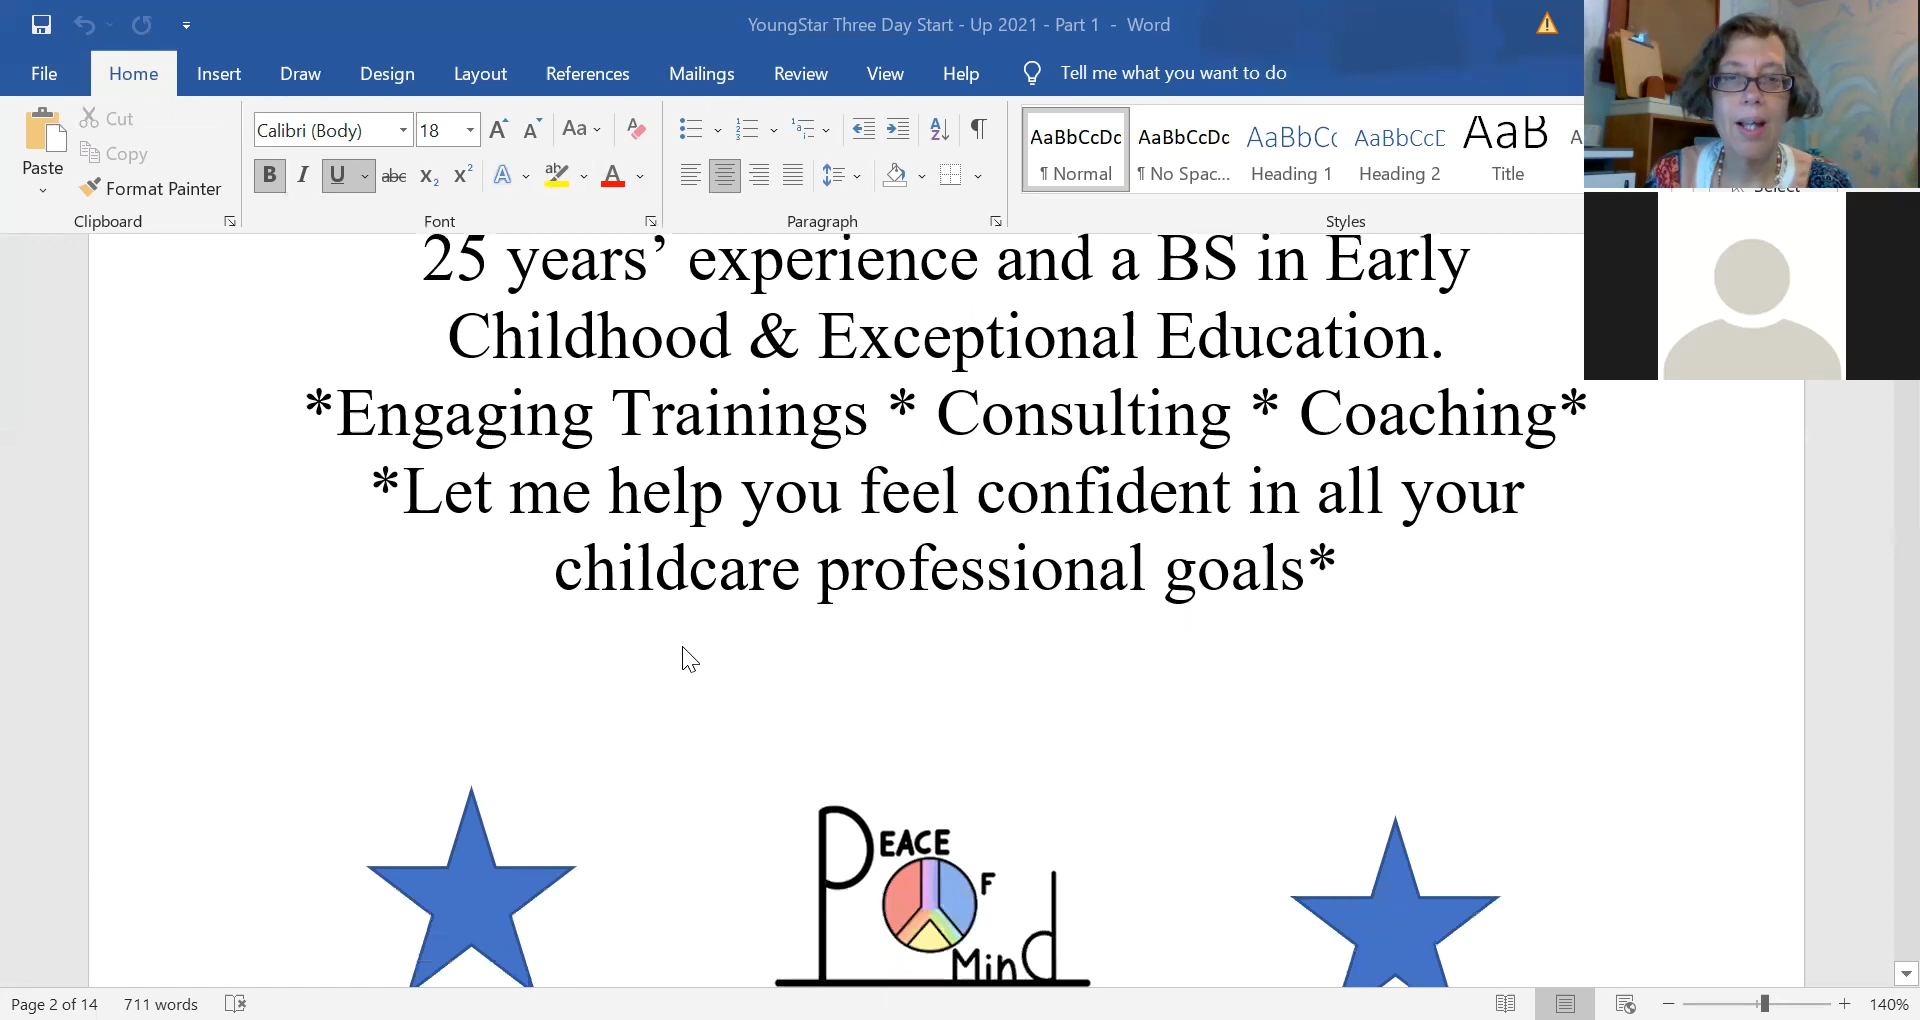 YoungStar Three Day Start - Up 2021 - Part 1 - Word
File Home Insert Draw Design Layout References Mailings Review View Help Tell me what you want to do
Paste
Cut
Copy
Format Painter
Clipboard
Calibri (Body) 18
Font
Paragraph
AaBbCcDc AaBbCcDc AaBbCc AaBbCcD AaB
¶ Normal ¶ No Spac... Heading 1 Heading 2 Title
Styles
Select
25 years’ experience and a BS in Early
Childhood & Exceptional Education.
*Engaging Trainings * Consulting * Coaching*
*Let me help you feel confident in all your
childcare professional goals*
PEACE
OF
Mind
Page 2 of 14 711 words 140%